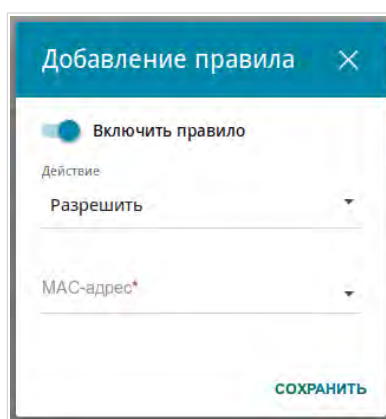 Добавление правила
Включить правило
Действие
Разрешить
MAC-адрес*
СОХРАНИТЬ